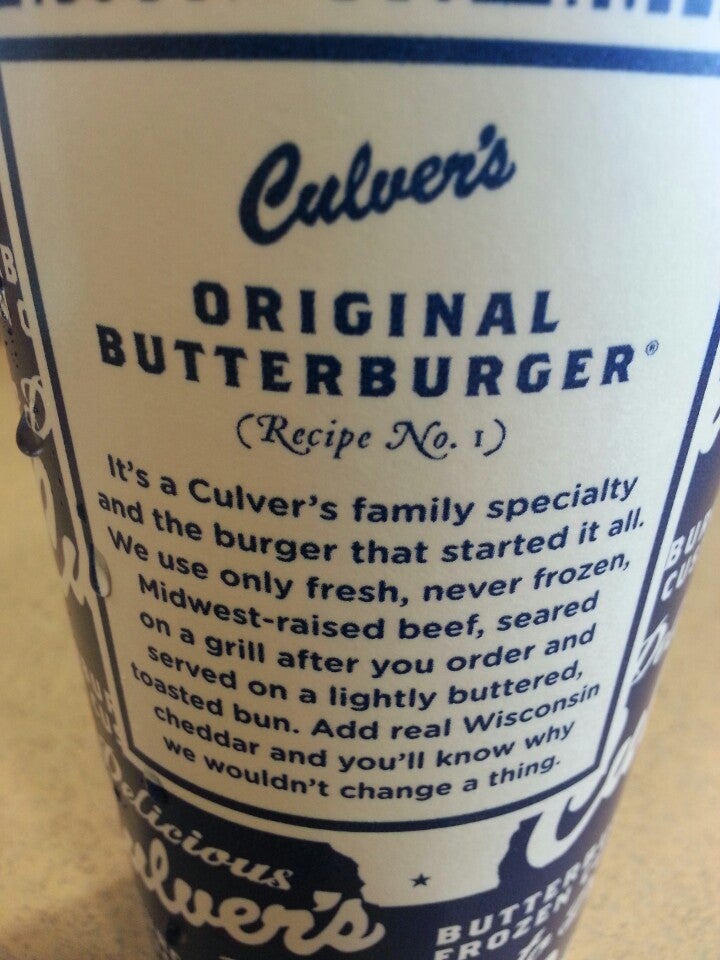 Culver's
ORIGINAL
BUTTERBURGER®
(Recipe No. 1)
It's a Culver's family specialty
and the burger that started it all.
We use only fresh, never frozen,
Midwest-raised beef, seared
on a grill after you order and
served on a lightly buttered,
toasted bun. Add real Wisconsin
cheddar and you'll know why
we wouldn't change a thing.
Delicious
Culver's